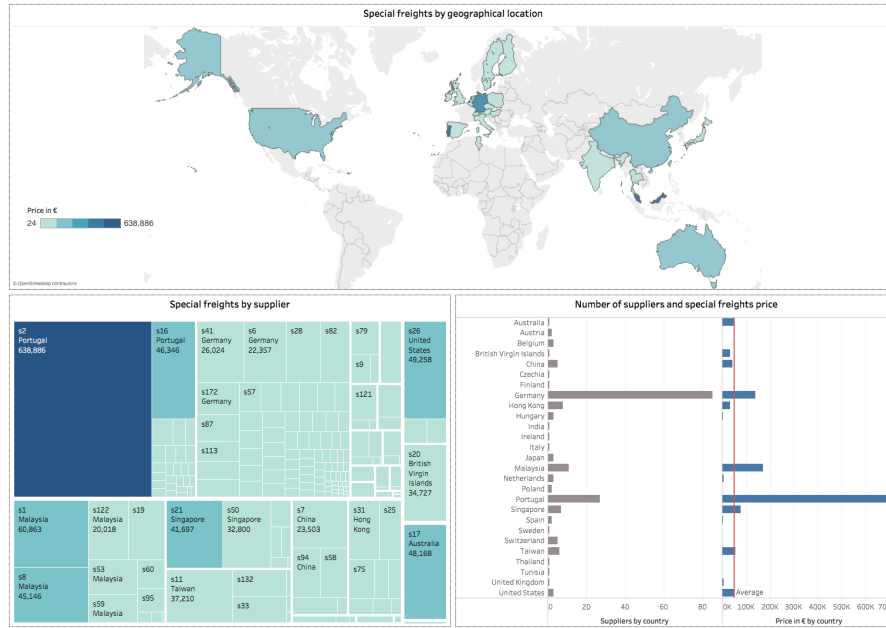 Special freights by geographical location
Price in €
24
638,886
© OpenStreetMap contributors
Special freights by supplier
s2
Portugal
638,886
s16
Portugal
46,346
s41
Germany
26,024
s6
Germany
22,357
s28
s82
s79
s9
s26
United
States
49,258
s172
Germany
s57
s121
s87
s113
s20
British
Virgin
Islands
34,727
s1
Malaysia
60,863
s122
Malaysia
20,018
s19
s21
Singapore
41,697
s50
Singapore
32,800
s7
China
23,503
s31
Hong
Kong
s25
s17
Australia
48,168
s8
Malaysia
45,146
s53
Malaysia
s60
s59
Malaysia
s95
s11
Taiwan
37,210
s132
s33
s94
China
s58
s75
Number of suppliers and special freights price
Australia
Austria
Belgium
British Virgin Islands
China
Czechia
Finland
Germany
Hong Kong
Hungary
India
Ireland
Italy
Japan
Malaysia
Netherlands
Poland
Portugal
Singapore
Spain
Sweden
Switzerland
Taiwan
Thailand
Tunisia
United Kingdom
United States
Average
0 20 40 60 80
0K 100K 200K 300K 400K 500K 600K
Suppliers by country
Price in € by country